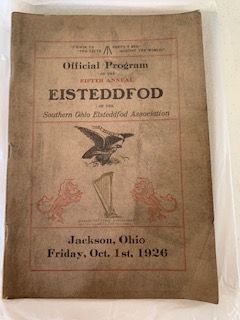 Official Program
OF THE
FIFTH ANNUAL
EISTEDDFOD
OF THE
Southern Ohio Eisteddfod Association
Jackson, Ohio
Friday, Oct. 1st, 1926